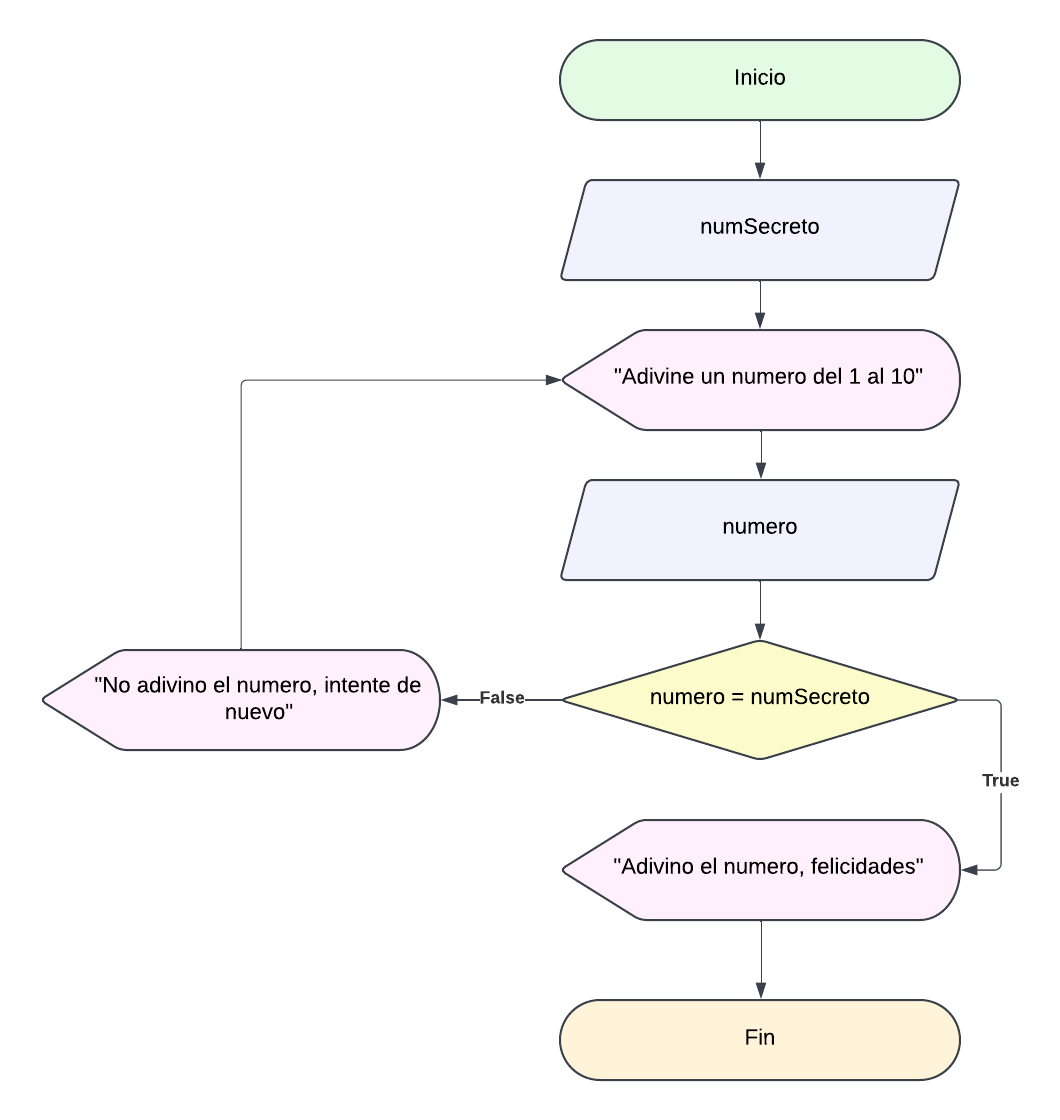 Inicio
numSecreto
"Adivine un numero del 1 al 10"
numero
numero = numSecreto
False
"No adivino el numero, intente de
nuevo"
True
"Adivino el numero, felicidades"
Fin